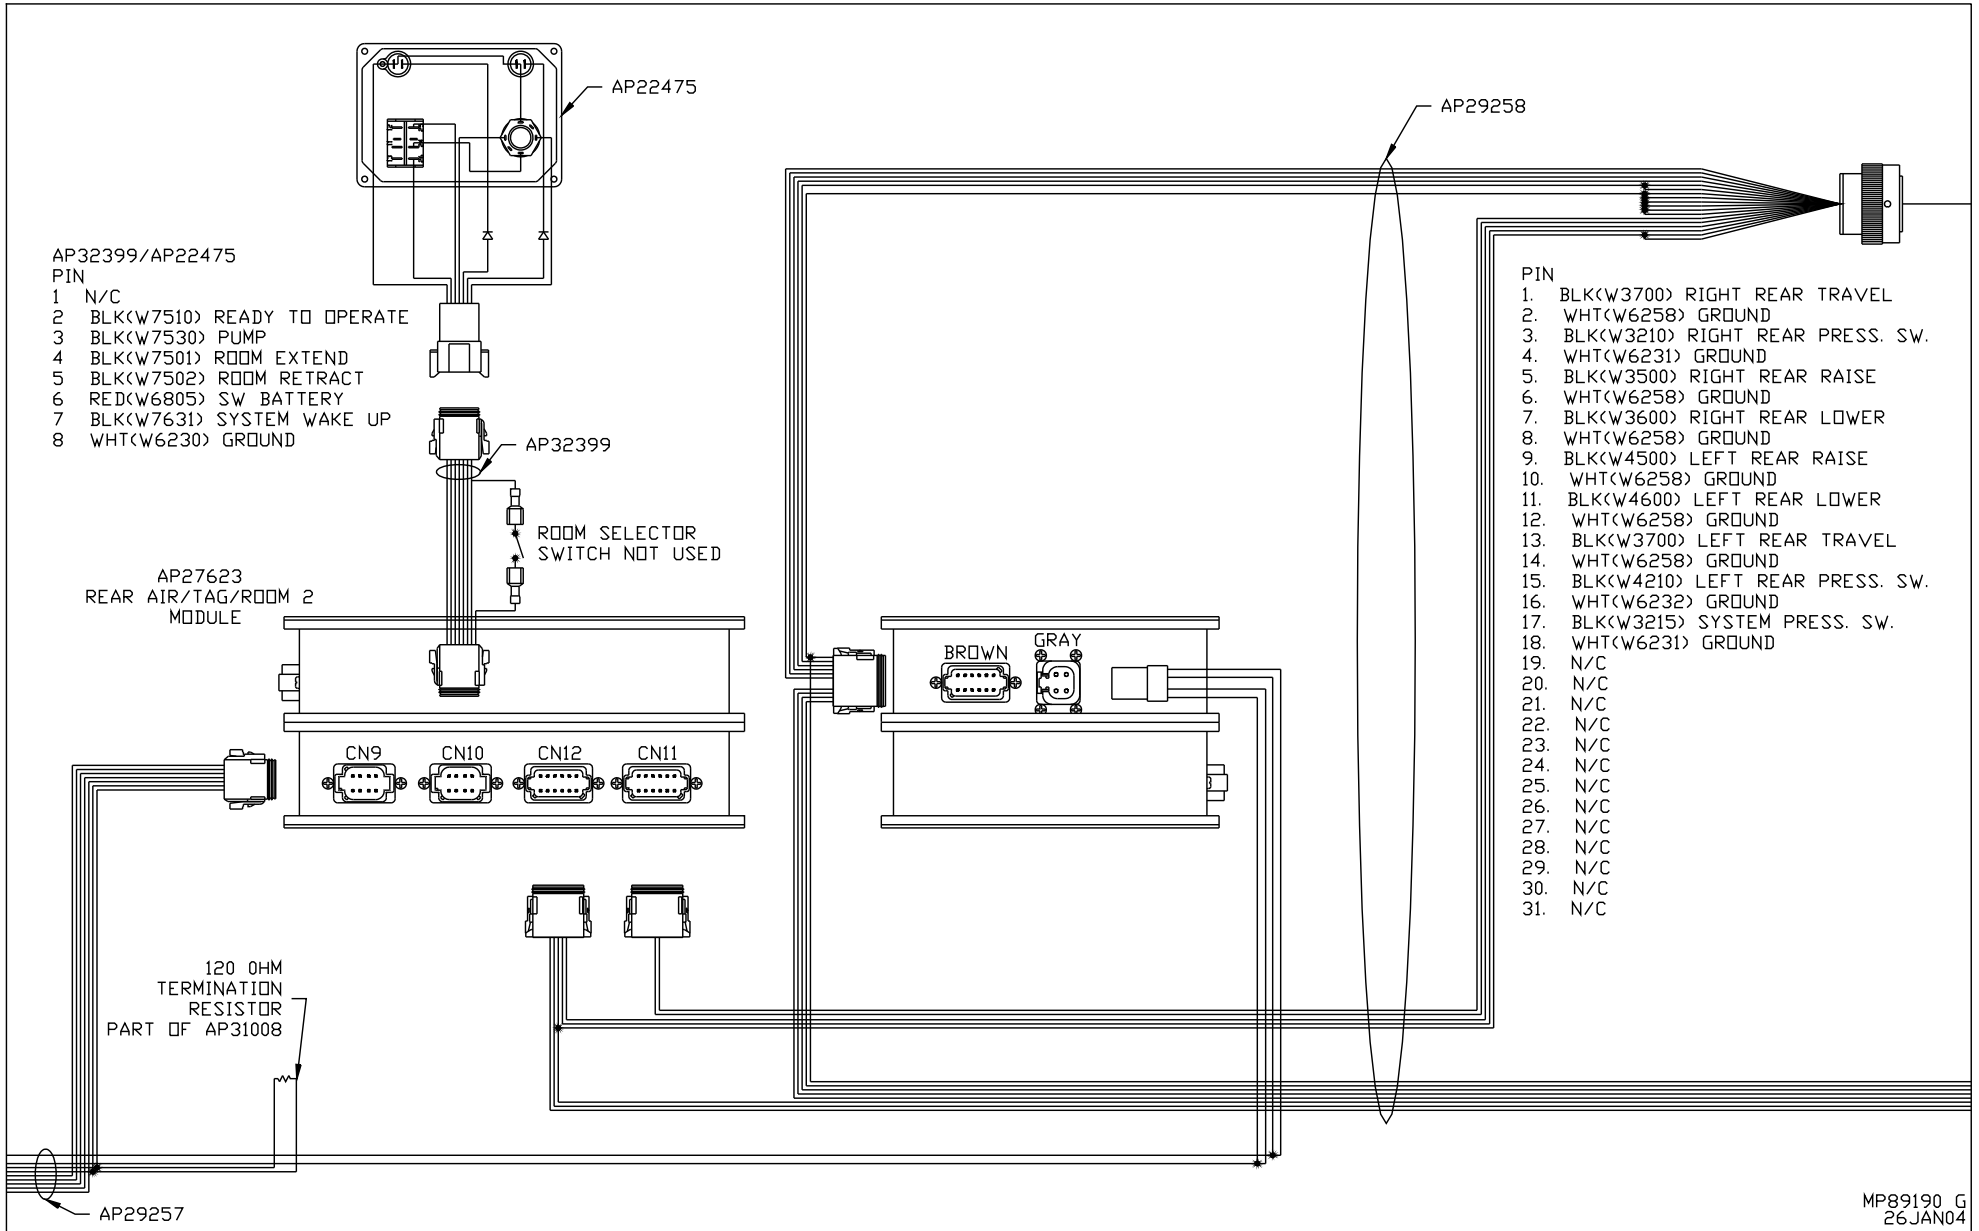 AP22475
AP29258
AP32399/AP22475
PIN
1 N/C
2 BLK(W7510) READY TO OPERATE
3 BLK(W7530) PUMP
4 BLK(W7501) ROOM EXTEND
5 BLK(W7502) ROOM RETRACT
6 RED(W6805) SW BATTERY
7 BLK(W7631) SYSTEM WAKE UP
8 WHT(W6230) GROUND
AP32399
ROOM SELECTOR
SWITCH NOT USED
AP27623
REAR AIR/TAG/ROOM 2
MODULE
PIN
1. BLK(W3700) RIGHT REAR TRAVEL
2. WHT(W6258) GROUND
3. BLK(W3210) RIGHT REAR PRESS. SW.
4. WHT(W6231) GROUND
5. BLK(W3500) RIGHT REAR RAISE
6. WHT(W6258) GROUND
7. BLK(W3600) RIGHT REAR LOWER
8. WHT(W6258) GROUND
9. BLK(W4500) LEFT REAR RAISE
10. WHT(W6258) GROUND
11. BLK(W4600) LEFT REAR LOWER
12. WHT(W6258) GROUND
13. BLK(W3700) LEFT REAR TRAVEL
14. WHT(W6258) GROUND
15. BLK(W4210) LEFT REAR PRESS. SW.
16. WHT(W6232) GROUND
17. BLK(W3215) SYSTEM PRESS. SW.
18. WHT(W6231) GROUND
19. N/C
20. N/C
21. N/C
22. N/C
23. N/C
24. N/C
25. N/C
26. N/C
27. N/C
28. N/C
29. N/C
30. N/C
31. N/C
BROWN
GRAY
CN9
CN10
CN12
CN11
120 OHM
TERMINATION
RESISTOR
PART OF AP31008
AP29257
MP89190 G
26JAN04